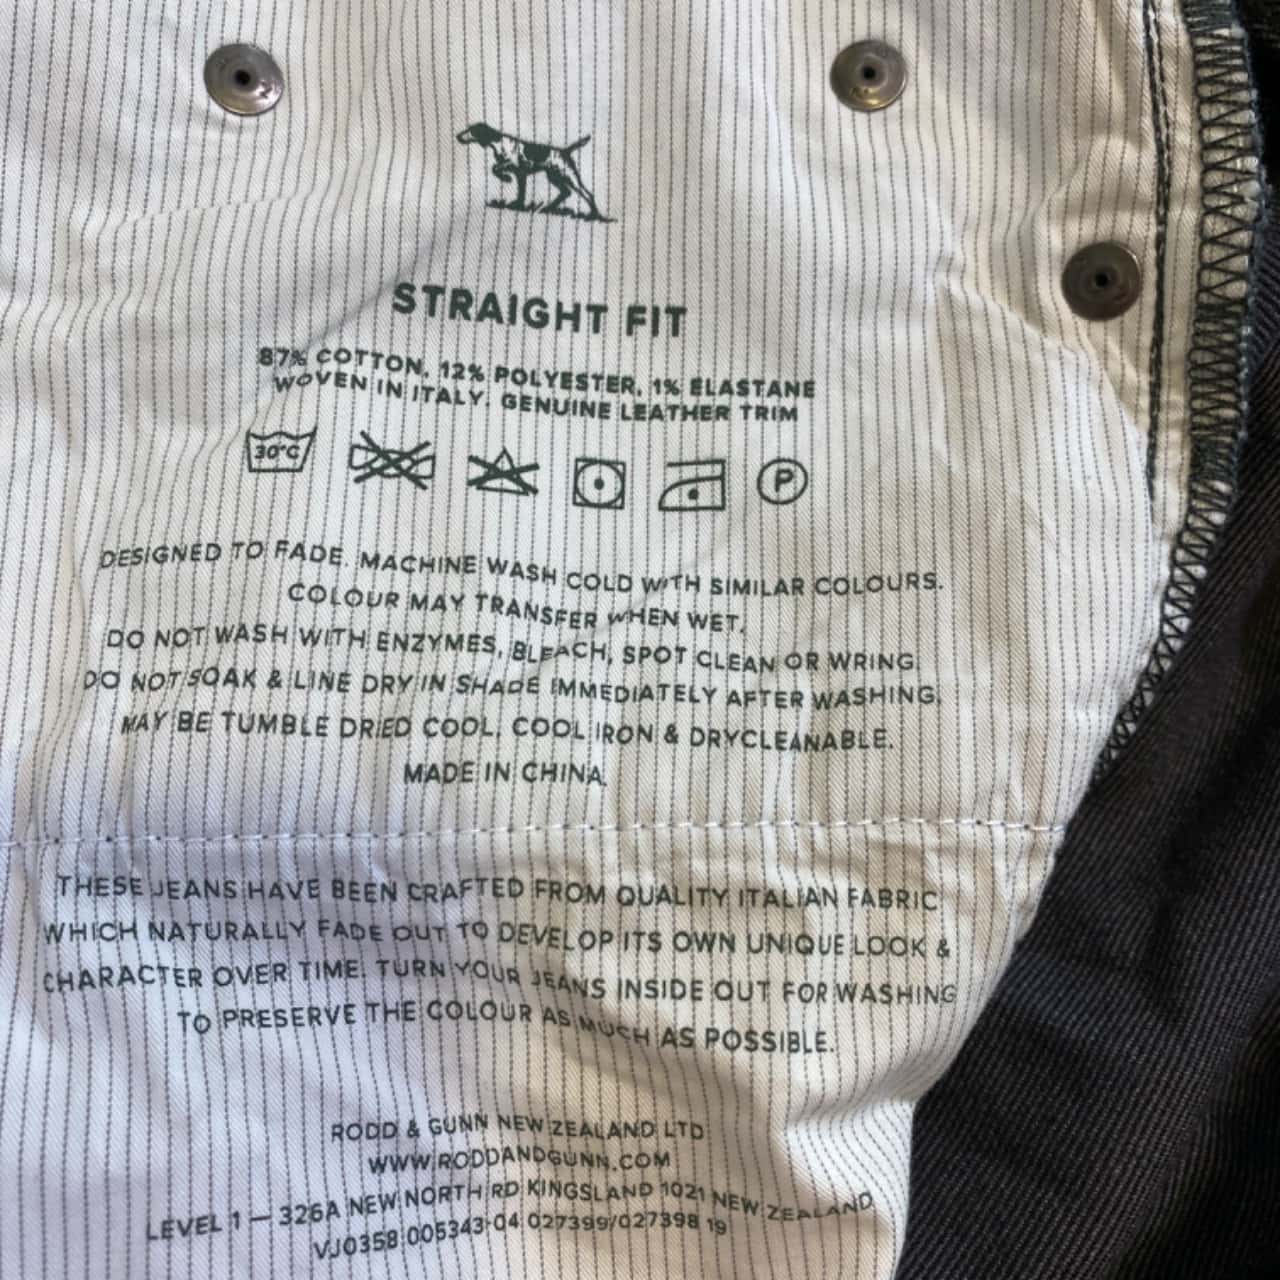 STRAIGHT FIT
87% COTTON, 12% POLYESTER, 1% ELASTANE
WOVEN IN ITALY. GENUINE LEATHER TRIM
30°C P
DESIGNED TO FADE. MACHINE WASH COLD WITH SIMILAR COLOURS.
COLOUR MAY TRANSFER WHEN WET.
DO NOT WASH WITH ENZYMES, BLEACH, SPOT CLEAN OR WRING.
DO NOT SOAK & LINE DRY IN SHADE IMMEDIATELY AFTER WASHING.
MAY BE TUMBLE DRIED COOL. COOL IRON & DRYCLEANABLE.
MADE IN CHINA.
THESE JEANS HAVE BEEN CRAFTED FROM QUALITY ITALIAN FABRIC
WHICH NATURALLY FADE OUT TO DEVELOP ITS OWN UNIQUE LOOK &
CHARACTER OVER TIME. TURN YOUR JEANS INSIDE OUT FOR WASHING
TO PRESERVE THE COLOUR AS MUCH AS POSSIBLE.
RODD & GUNN NEW ZEALAND LTD
WWW.RODDANDGUNN.COM
LEVEL 1 – 326A NEW NORTH RD KINGSLAND 1021 NEW ZEALAND
VJ0358 005343-04 027399/027398 19